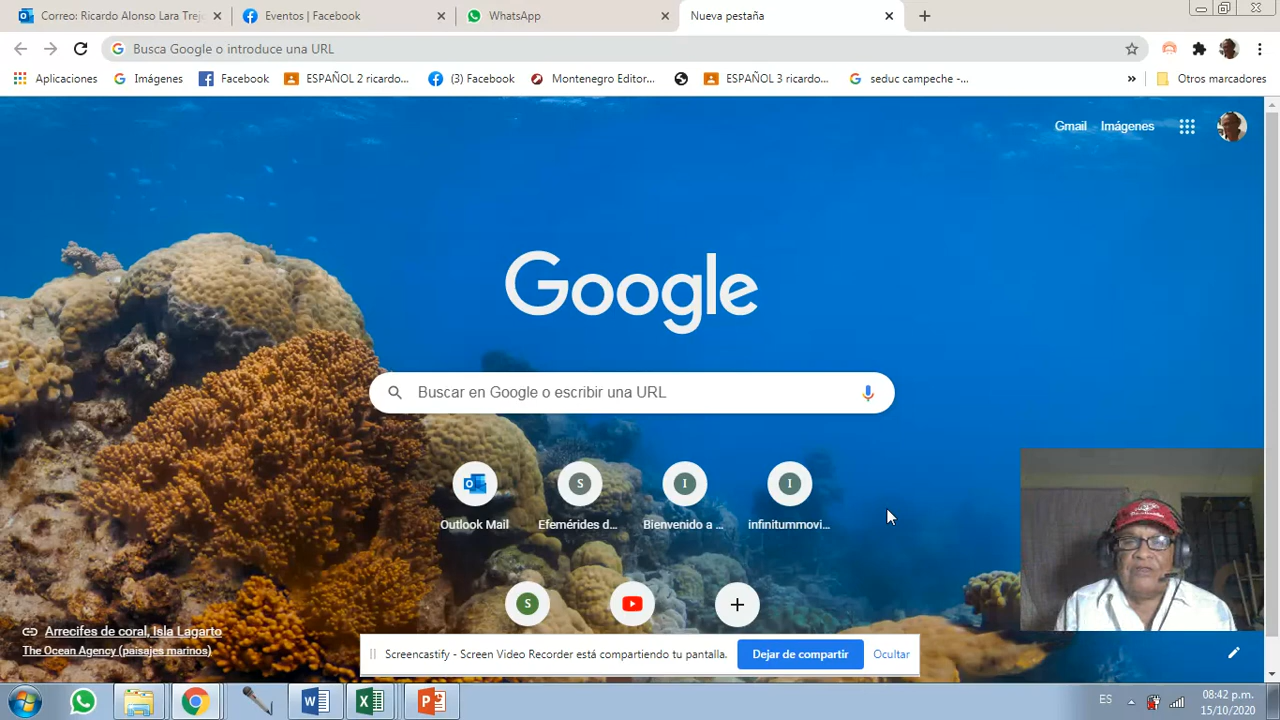 Correo: Ricardo Alonso Lara Trej
Eventos | Facebook
WhatsApp
Nueva pestaña
Busca Google o introduce una URL
Aplicaciones
Imágenes
Facebook
ESPAÑOL 2 ricardo...
(3) Facebook
Montenegro Editor...
ESPAÑOL 3 ricardo...
seduc campeche -...
»
Otros marcadores
Gmail
Imágenes
Google
Buscar en Google o escribir una URL
Outlook Mail
S
Efemérides d...
I
Bienvenido a ...
I
infinitummovi...
S
Arrecifes de coral, Isla Lagarto
The Ocean Agency (paisajes marinos)
Screencastify - Screen Video Recorder está compartiendo tu pantalla.
Dejar de compartir
Ocultar
ES
08:42 p.m.
15/10/2020